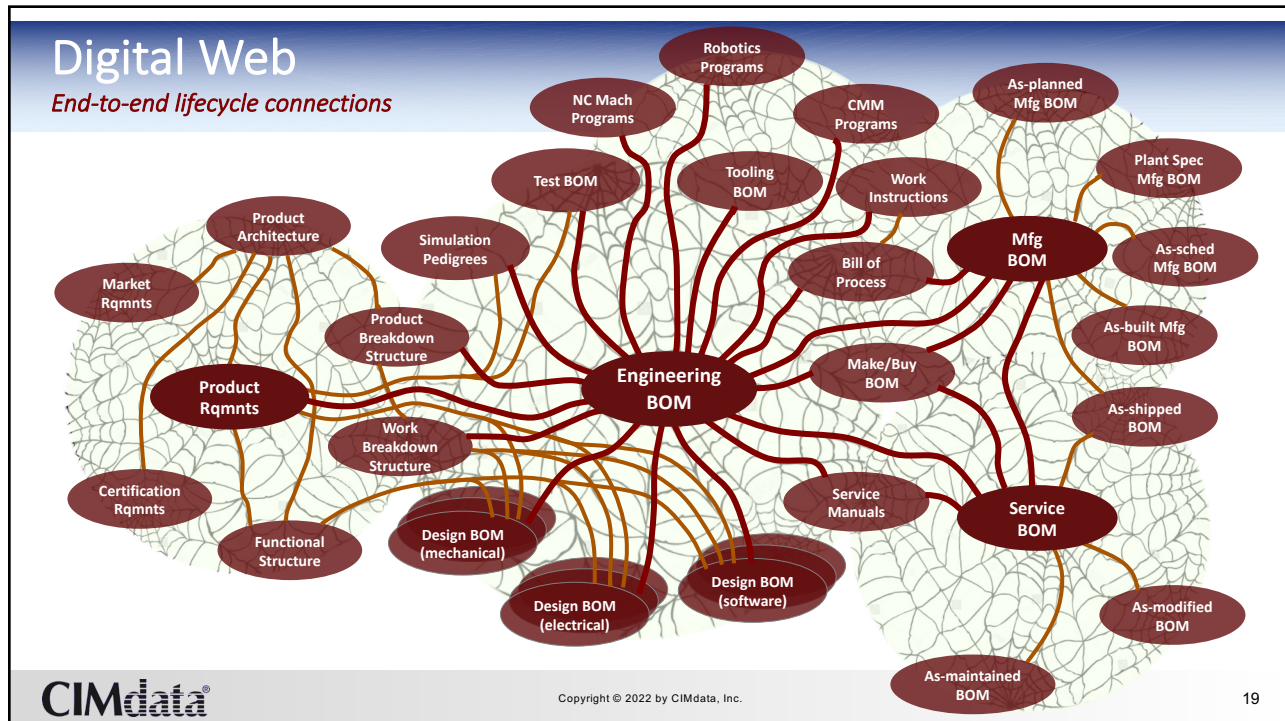 Digital Web
End-to-end lifecycle connections
Robotics
Programs
NC Mach
Programs
CMM
Programs
As-planned
Mfg BOM
Test BOM
Tooling
BOM
Work
Instructions
Plant Spec
Mfg BOM
Product
Architecture
Simulation
Pedigrees
Mfg
BOM
As-sched
Mfg BOM
Bill of
Process
Market
Rqmnts
Product
Breakdown
Structure
As-built Mfg
BOM
Engineering
BOM
Make/Buy
BOM
Product
Rqmnts
As-shipped
BOM
Work
Breakdown
Structure
Certification
Rqmnts
Service
Manuals
Service
BOM
Functional
Structure
Design BOM
(mechanical)
Design BOM
(software)
Design BOM
(electrical)
As-modified
BOM
As-maintained
BOM
CIMdata®
Copyright © 2022 by CIMdata, Inc.
19